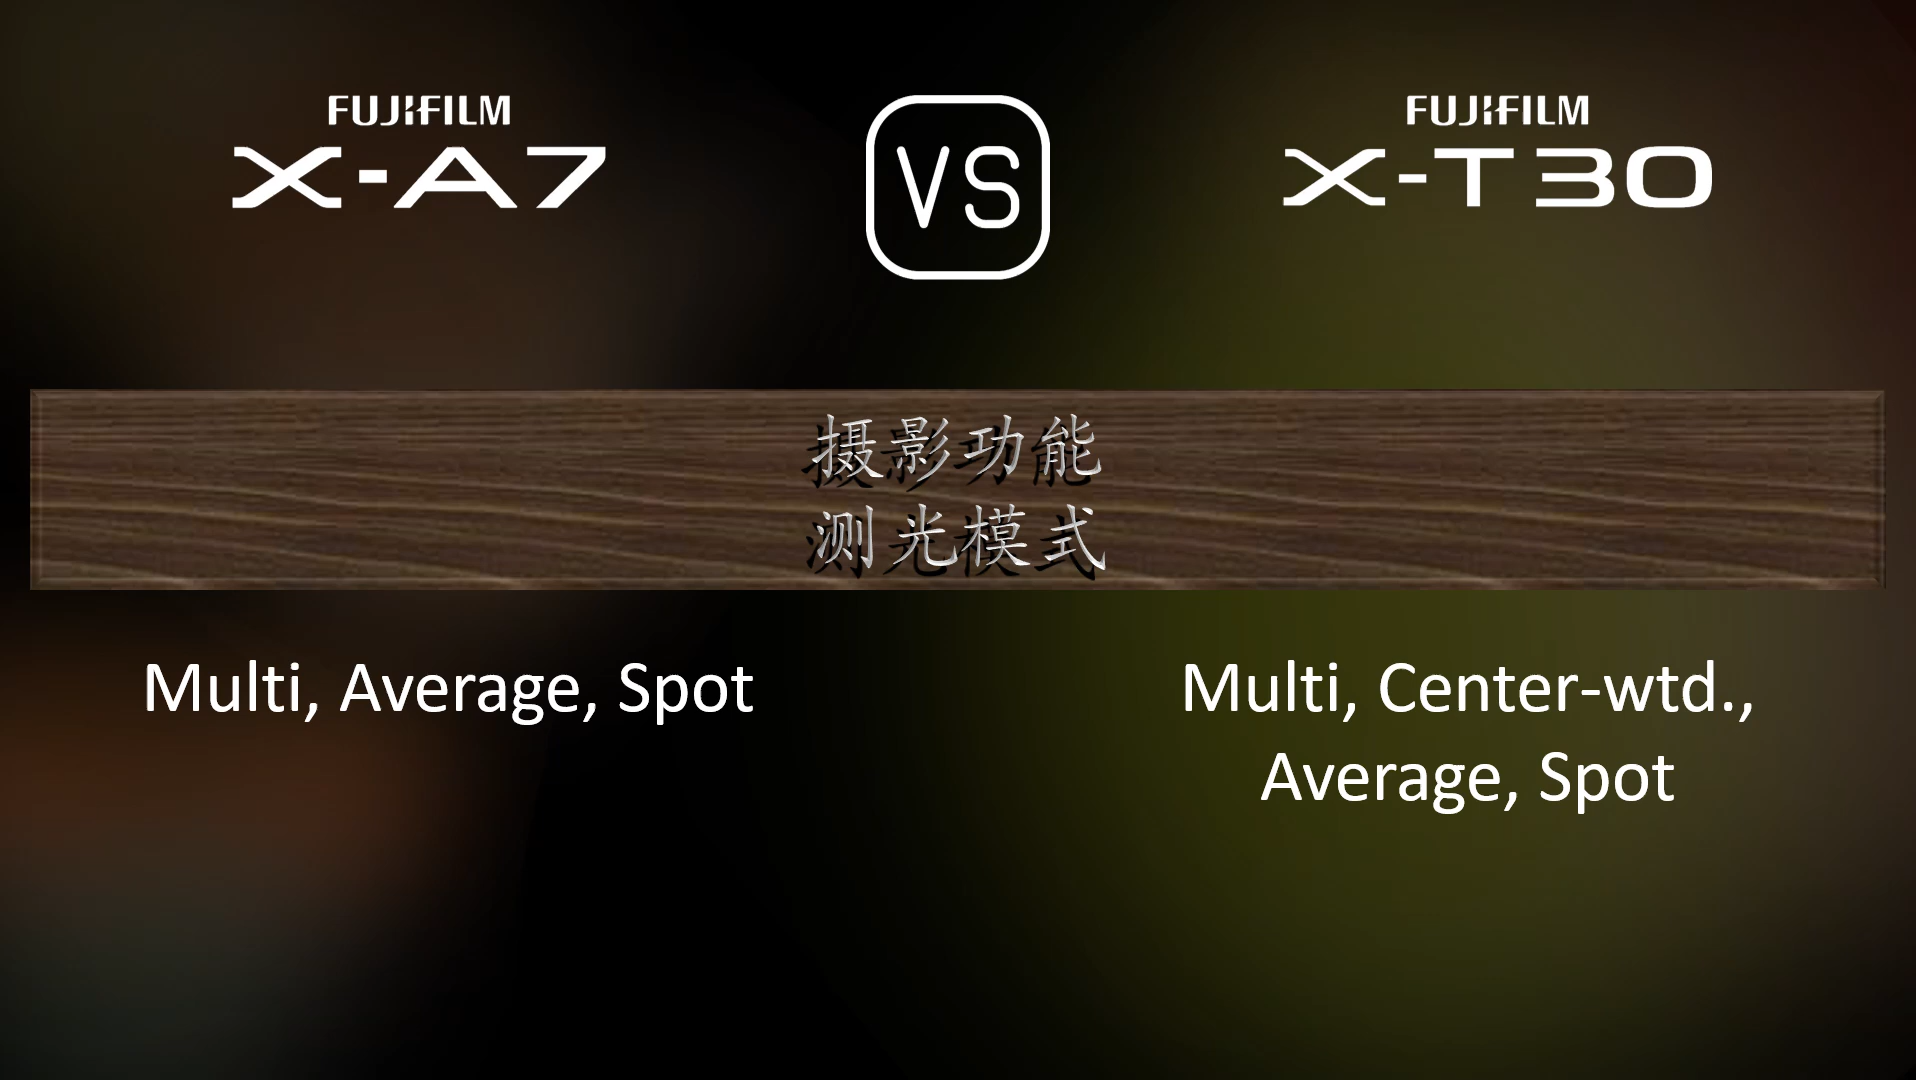 FUJIFILM
X-A7
VS
FUJIFILM
X-T30
摄影功能
测光模式
Multi, Average, Spot
Multi, Center-wtd.,
Average, Spot